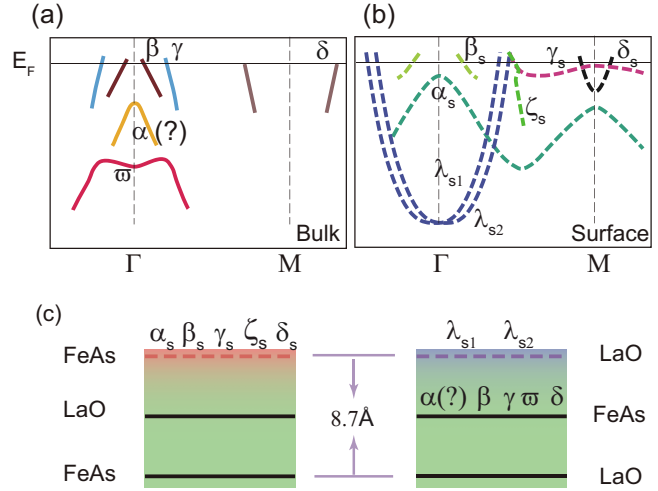 (a)
E_F
β γ δ
α (?)
ϖ
Bulk
Γ M
(b)
β_s γ_s δ_s
α_s ζ_s
λ_s1
λ_s2
Surface
Γ M
(c)
α_s β_s γ_s ζ_s δ_s
FeAs
LaO
FeAs
8.7Å
λ_s1 λ_s2
LaO
α(?) β γ ϖ δ
FeAs
LaO